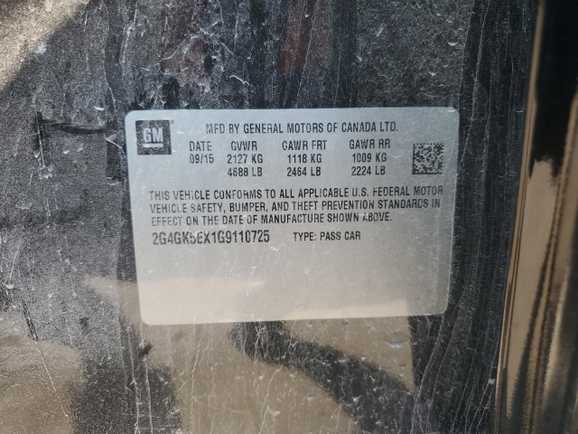 GM
MFD BY GENERAL MOTORS OF CANADA LTD.
DATE GVWR GAWR FRT GAWR RR
09/15 2127 KG 1118 KG 1009 KG
4688 LB 2464 LB 2224 LB
THIS VEHICLE CONFORMS TO ALL APPLICABLE U.S. FEDERAL MOTOR
VEHICLE SAFETY, BUMPER, AND THEFT PREVENTION STANDARDS IN
EFFECT ON THE DATE OF MANUFACTURE SHOWN ABOVE.
2G4GK5EX1G9110725 TYPE: PASS CAR